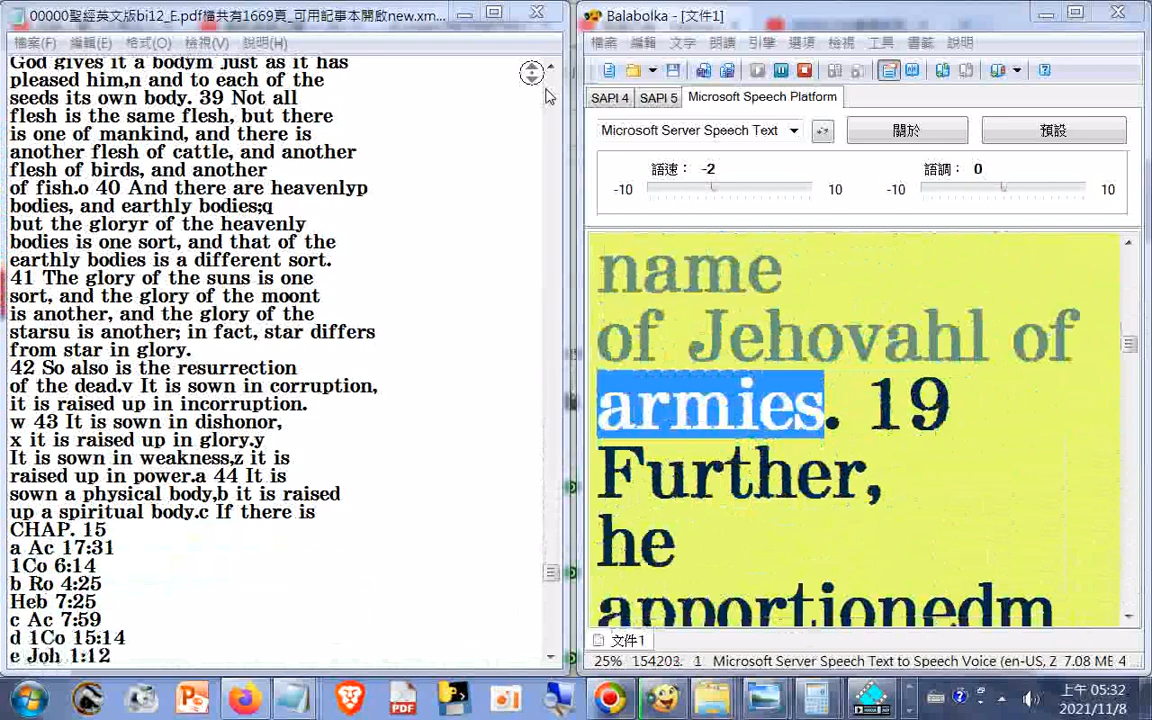 00000聖經英文版bi12_E.pdf檔共有1669頁_可用記事本開啟new.xm...
檔案(F) 編輯(E) 格式(O) 檢視(V) 說明(H)
God gives it a bodym just as it has
pleased him,n and to each of the
seeds its own body. 39 Not all
flesh is the same flesh, but there
is one of mankind, and there is
another flesh of cattle, and another
flesh of birds, and another
of fish.o 40 And there are heavenlyp
bodies, and earthly bodies;q
but the gloryr of the heavenly
bodies is one sort, and that of the
earthly bodies is a different sort.
41 The glory of the suns is one
sort, and the glory of the moont
is another, and the glory of the
starsu is another; in fact, star differs
from star in glory.
42 So also is the resurrection
of the dead.v It is sown in corruption,
it is raised up in incorruption.
w 43 It is sown in dishonor,
x it is raised up in glory.y
It is sown in weakness,z it is
raised up in power.a 44 It is
sown a physical body,b it is raised
up a spiritual body.c If there is
CHAP. 15
a Ac 17:31
1Co 6:14
b Ro 4:25
Heb 7:25
c Ac 7:59
d 1Co 15:14
e Joh 1:12
Balabolka - [文件1]
檔案 編輯 文字 朗讀 引擎 選項 檢視 工具 書籤 說明
SAPI 4 SAPI 5 Microsoft Speech Platform
Microsoft Server Speech Text 關於 預設
語速： -2 語調： 0
-10 10 -10 10
name
of Jehovahl of
armies. 19
Further,
he
apportionedm
文件1
25% 1 Microsoft Server Speech Text to Speech Voice (en-US, Z 7.08 ME 4
上午 05:32
2021/11/8